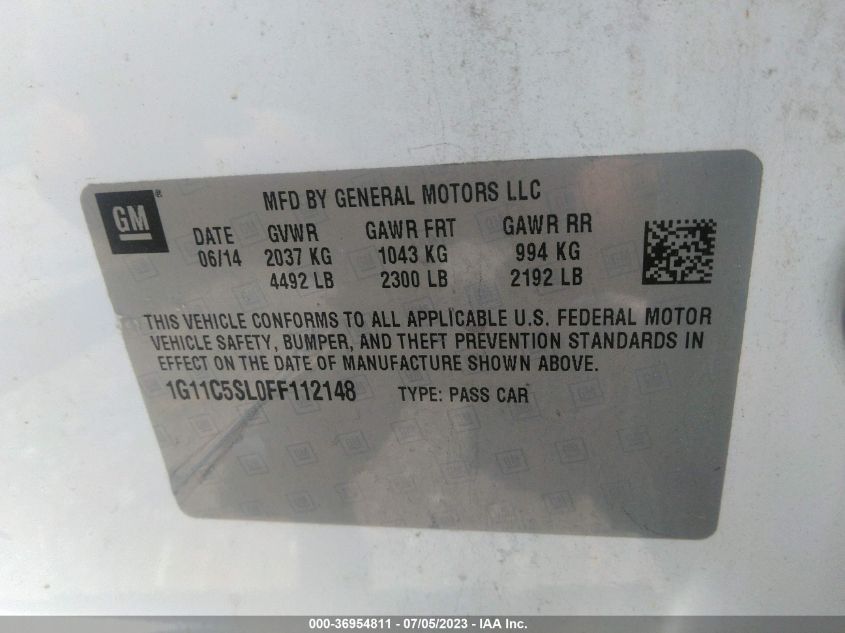 GM ®
MFD BY GENERAL MOTORS LLC
DATE GVWR GAWR FRT GAWR RR
06/14 2037 KG 1043 KG 994 KG
4492 LB 2300 LB 2192 LB
THIS VEHICLE CONFORMS TO ALL APPLICABLE U.S. FEDERAL MOTOR
VEHICLE SAFETY, BUMPER, AND THEFT PREVENTION STANDARDS IN
EFFECT ON THE DATE OF MANUFACTURE SHOWN ABOVE.
1G11C5SL0FF112148 TYPE: PASS CAR
000-36954811 - 07/05/2023 - IAA Inc.